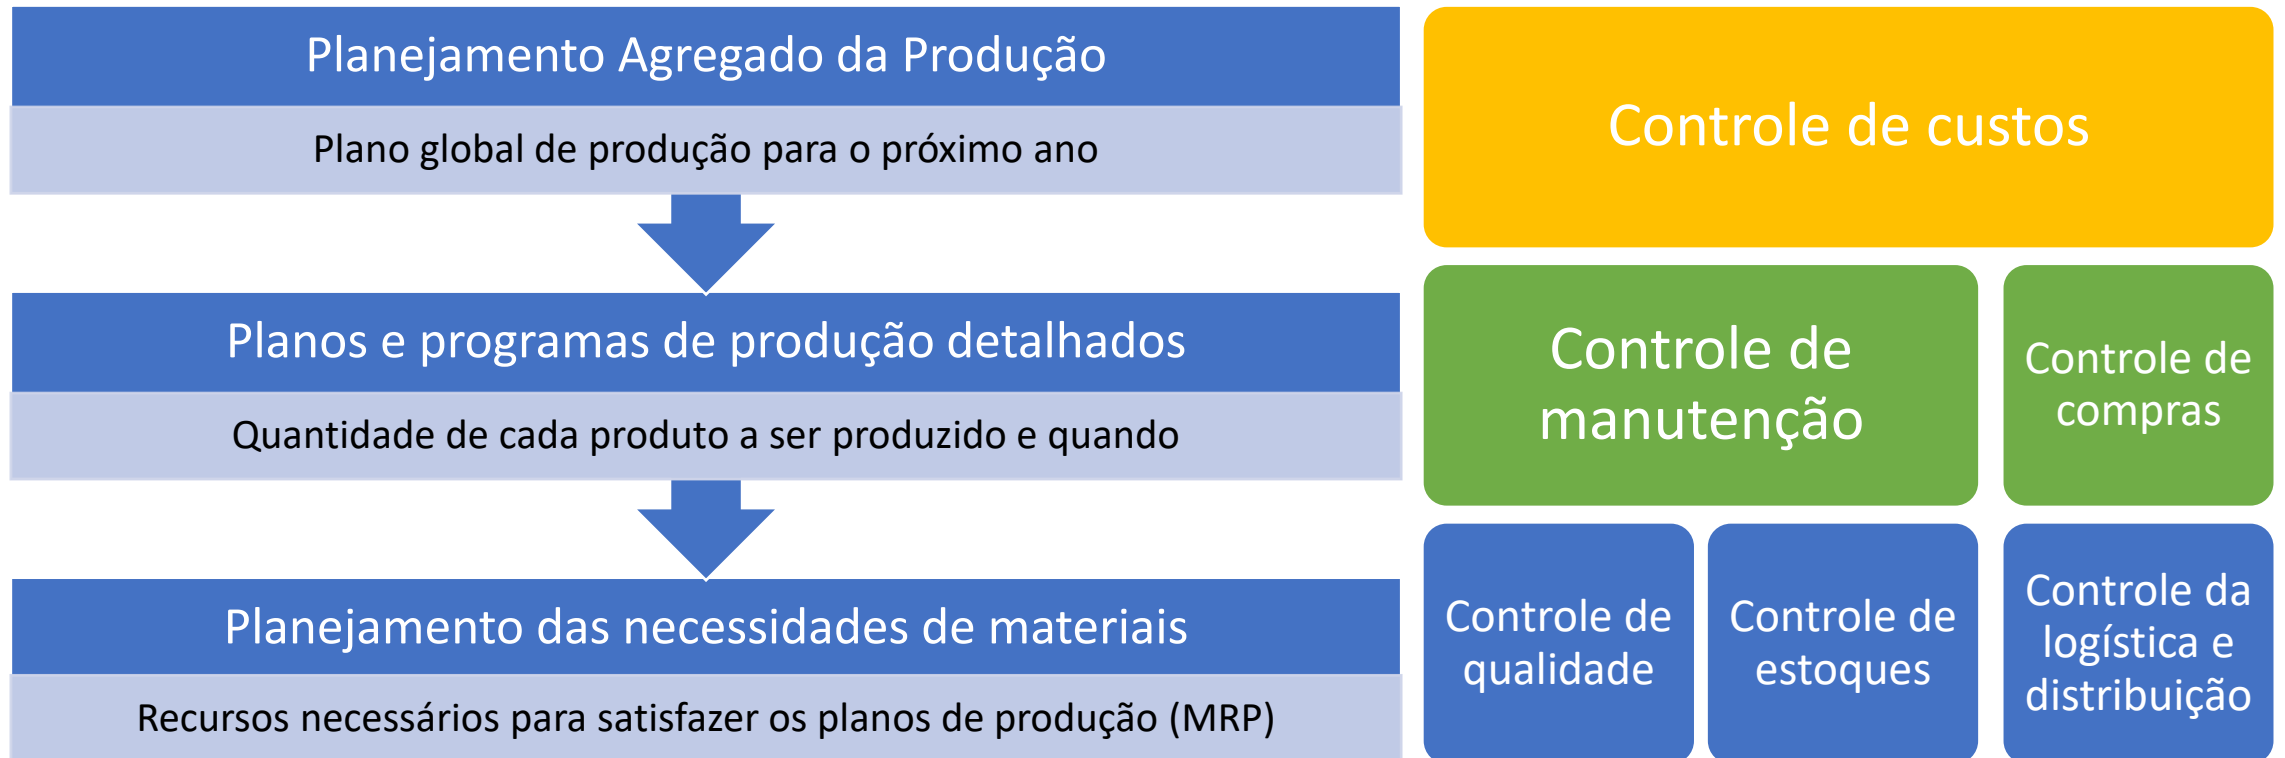 Planejamento Agregado da Produção
Plano global de produção para o próximo ano
Planos e programas de produção detalhados
Quantidade de cada produto a ser produzido e quando
Planejamento das necessidades de materiais
Recursos necessários para satisfazer os planos de produção (MRP)
Controle de custos
Controle de
manutenção
Controle de
compras
Controle de
qualidade
Controle de
estoques
Controle da
logística e
distribuição